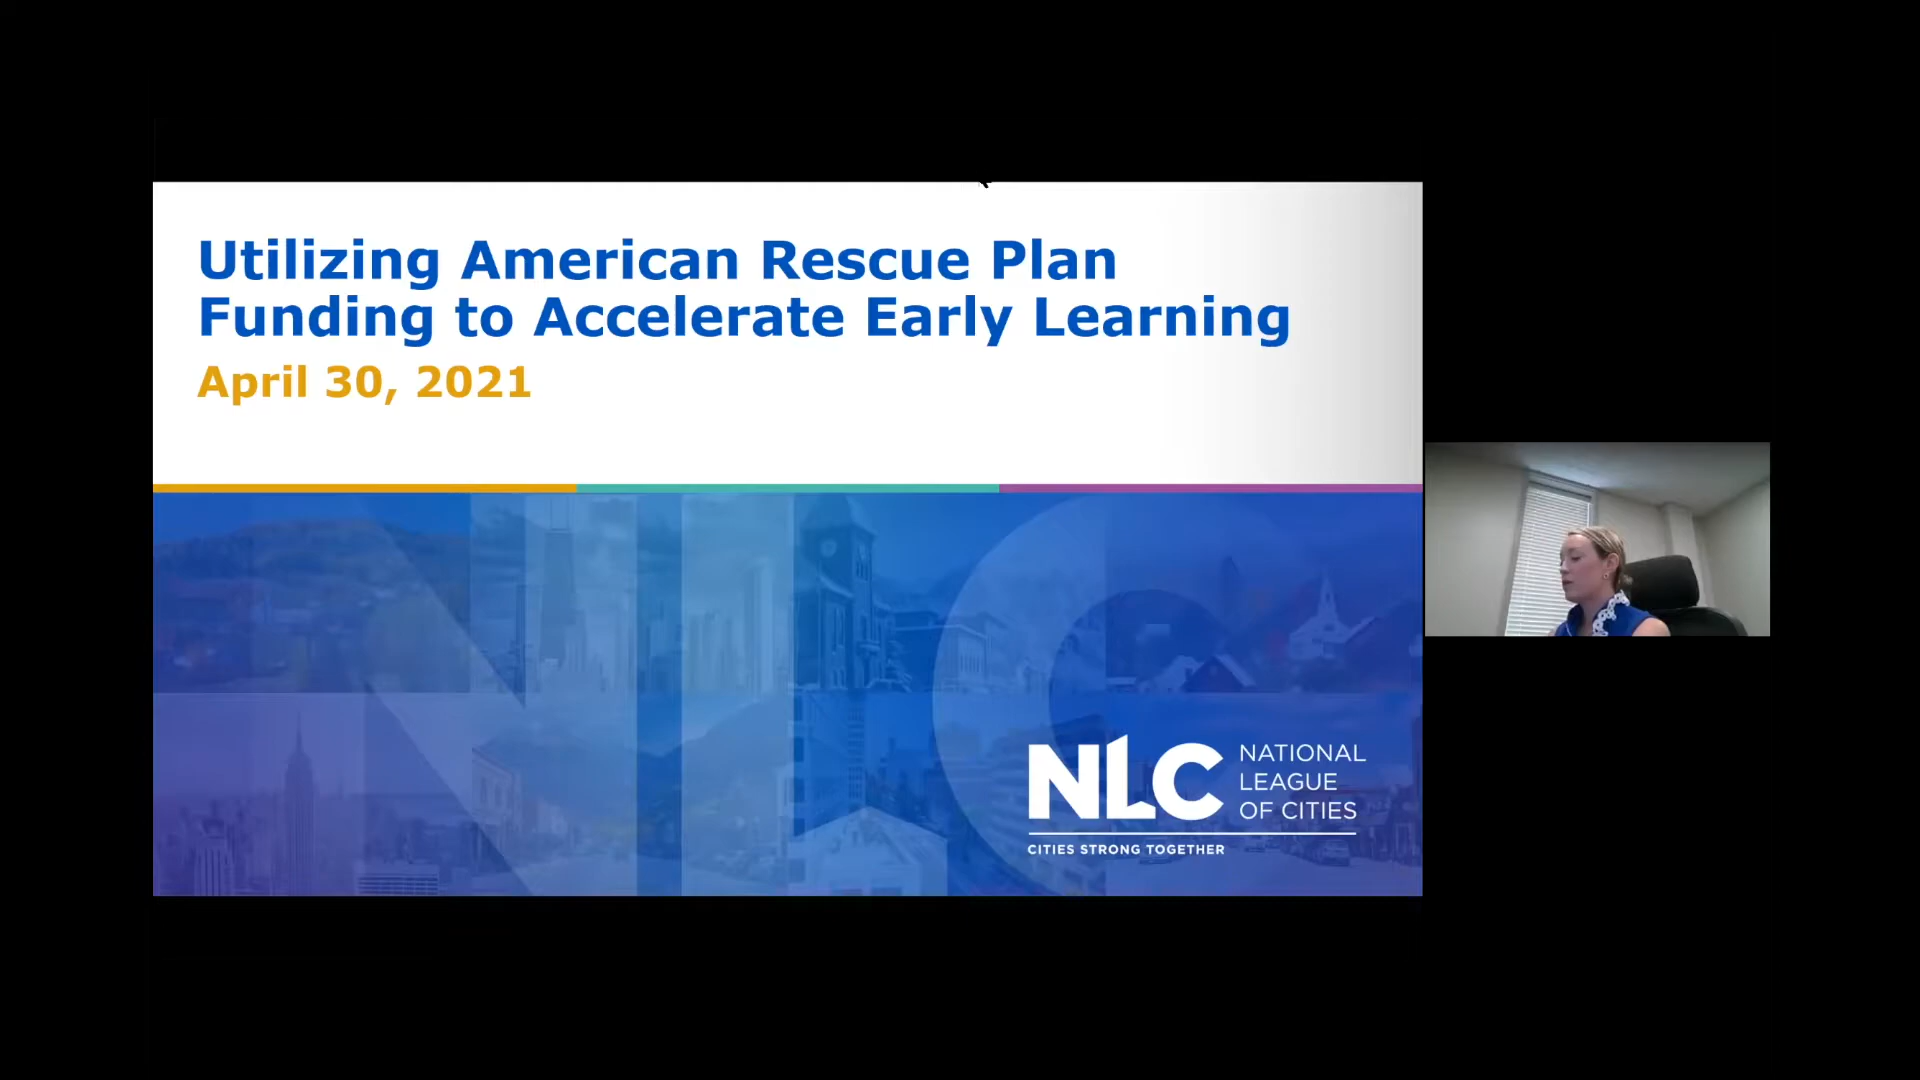 Utilizing American Rescue Plan
Funding to Accelerate Early Learning
April 30, 2021
NLC
NATIONAL
LEAGUE
OF CITIES
CITIES STRONG TOGETHER